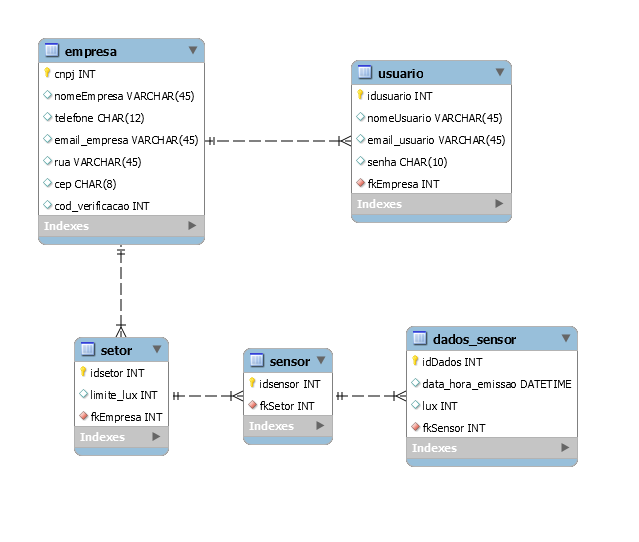 empresa
cnpj INT
nomeEmpresa VARCHAR(45)
telefone CHAR(12)
email_empresa VARCHAR(45)
rua VARCHAR(45)
cep CHAR(8)
cod_verificacao INT
Indexes
usuario
idusuario INT
nomeUsuario VARCHAR(45)
email_usuario VARCHAR(45)
senha CHAR(10)
fkEmpresa INT
Indexes
setor
idsetor INT
limite_lux INT
fkEmpresa INT
Indexes
sensor
idsensor INT
fkSetor INT
Indexes
dados_sensor
idDados INT
data_hora_emissao DATETIME
lux INT
fkSensor INT
Indexes